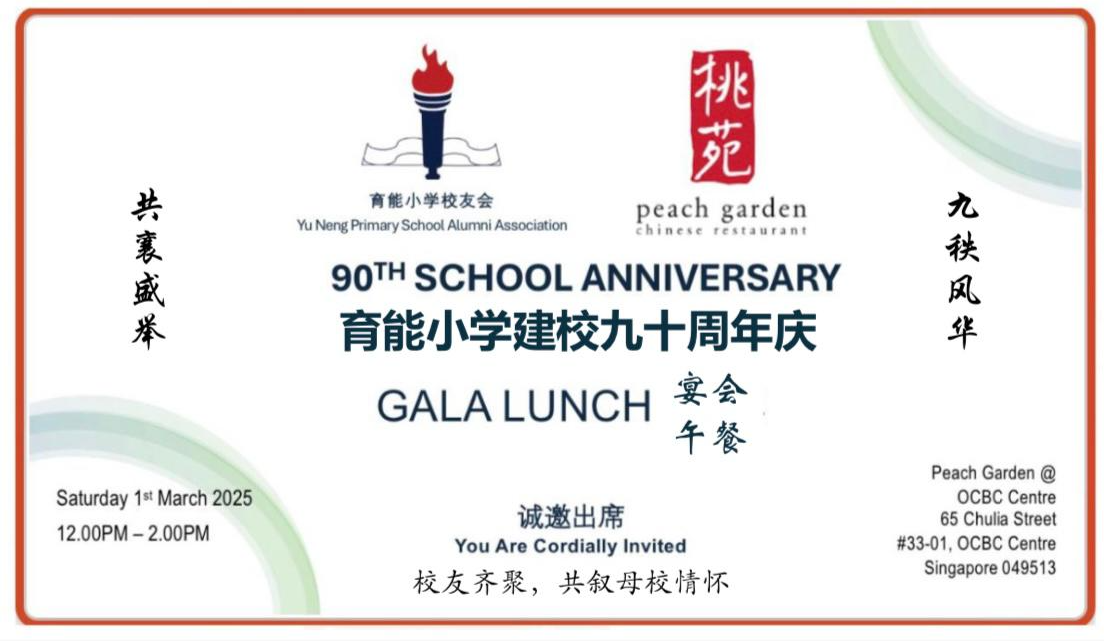 桃苑
育能小学校友会
Yu Neng Primary School Alumni Association
peach garden
chinese restaurant
共襄盛举
九秩风华
90TH SCHOOL ANNIVERSARY
育能小学建校九十周年庆
GALA LUNCH
宴会
午餐
Saturday 1st March 2025
12.00PM – 2.00PM
Peach Garden @
OCBC Centre
65 Chulia Street
#33-01, OCBC Centre
Singapore 049513
诚邀出席
You Are Cordially Invited
校友齐聚，共叙母校情怀